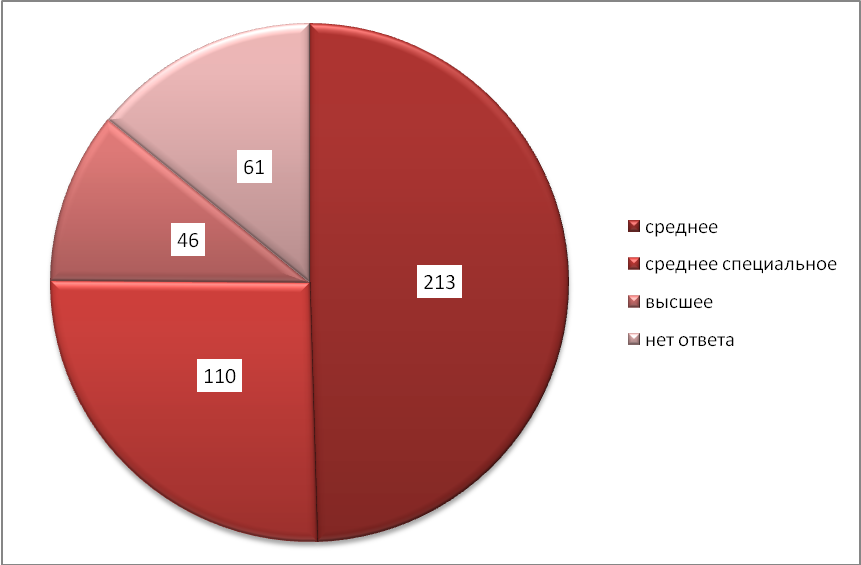 61
46
213
110
среднее
среднее специальное
высшее
нет ответа